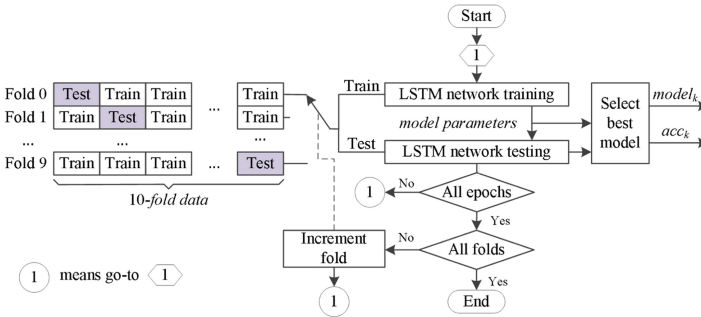 Start
1
Fold 0 Test Train Train ... Train
Fold 1 Train Test Train Train
... ... ...
Fold 9 Train Train Train ... Test
10-fold data
Train
LSTM network training
model parameters
Test
LSTM network testing
Select
best
model
modelk
acck
All epochs
No
1
Yes
All folds
No
Increment
fold
1
Yes
End
1 means go-to 1